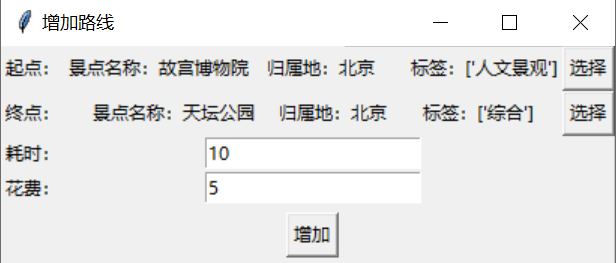 增加路线
起点： 景点名称：故宫博物院 归属地：北京 标签：['人文景观'] 选择
终点： 景点名称：天坛公园 归属地：北京 标签：['综合'] 选择
耗时： 10
花费： 5
增加